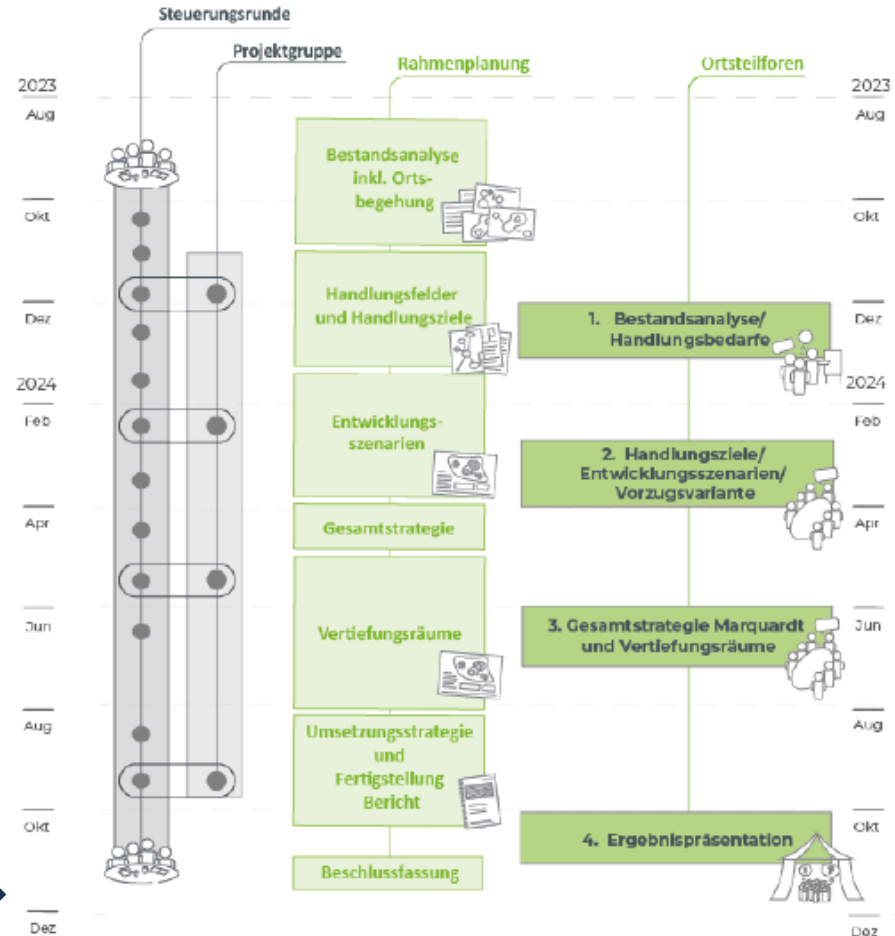 Steuerungsrunde
Projektgruppe
Rahmenplanung
Ortsteilforen
2023
Aug
Okt
Dez
2024
Feb
Apr
Jun
Aug
Okt
Dez
Bestandsanalyse
inkl. Orts-
begehung
Handlungsfelder
und Handlungsziele
Entwicklungs-
szenarien
Gesamtstrategie
Vertiefungsräume
Umsetzungsstrategie
und
Fertigstellung
Bericht
Beschlussfassung
1. Bestandsanalyse/
Handlungsbedarfe
2. Handlungsziele/
Entwicklungsszenarien/
Vorzugsvariante
3. Gesamtstrategie Marquardt
und Vertiefungsräume
4. Ergebnispräsentation
2023
Aug
Okt
Dez
2024
Feb
Apr
Jun
Aug
Okt
Dez